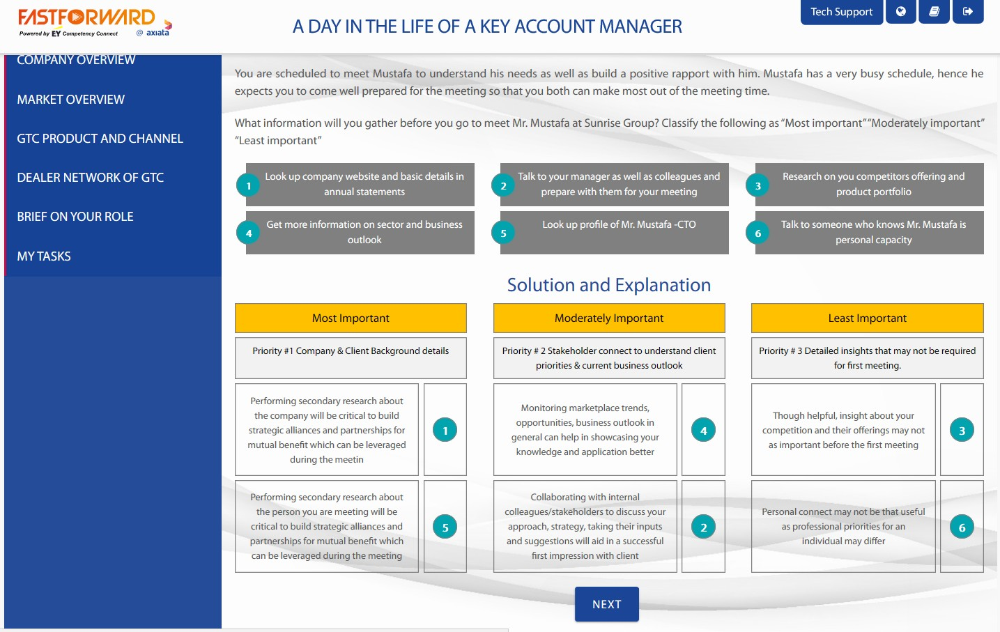 FASTFORWARD
Powered by EY Competency Connect
@ axiata
A DAY IN THE LIFE OF A KEY ACCOUNT MANAGER
Tech Support
COMPANY OVERVIEW
MARKET OVERVIEW
GTC PRODUCT AND CHANNEL
DEALER NETWORK OF GTC
BRIEF ON YOUR ROLE
MY TASKS
You are scheduled to meet Mustafa to understand his needs as well as build a positive rapport with him. Mustafa has a very busy schedule, hence he
expects you to come well prepared for the meeting so that you both can make most out of the meeting time.
What information will you gather before you go to meet Mr. Mustafa at Sunrise Group? Classify the following as “Most important” “Moderately important”
“Least important”
1
Look up company website and basic details in
annual statements
2
Talk to your manager as well as colleagues and
prepare with them for your meeting
3
Research on you competitors offering and
product portfolio
4
Get more information on sector and business
outlook
5
Look up profile of Mr. Mustafa -CTO
6
Talk to someone who knows Mr. Mustafa is
personal capacity
Solution and Explanation
Most Important
Priority #1 Company & Client Background details
Performing secondary research about
the company will be critical to build
strategic alliances and partnerships for
mutual benefit which can be leveraged
during the meetin
1
Performing secondary research about
the person you are meeting will be
critical to build strategic alliances and
partnerships for mutual benefit which
can be leveraged during the meeting
5
Moderately Important
Priority # 2 Stakeholder connect to understand client
priorities & current business outlook
Monitoring marketplace trends,
opportunities, business outlook in
general can help in showcasing your
knowledge and application better
4
Collaborating with internal
colleagues/stakeholders to discuss your
approach, strategy, taking their inputs
and suggestions will aid in a successful
first impression with client
2
Least Important
Priority # 3 Detailed insights that may not be required
for first meeting.
Though helpful, insight about your
competition and their offerings may not
as important before the first meeting
3
Personal connect may not be that useful
as professional priorities for an
individual may differ
6
NEXT